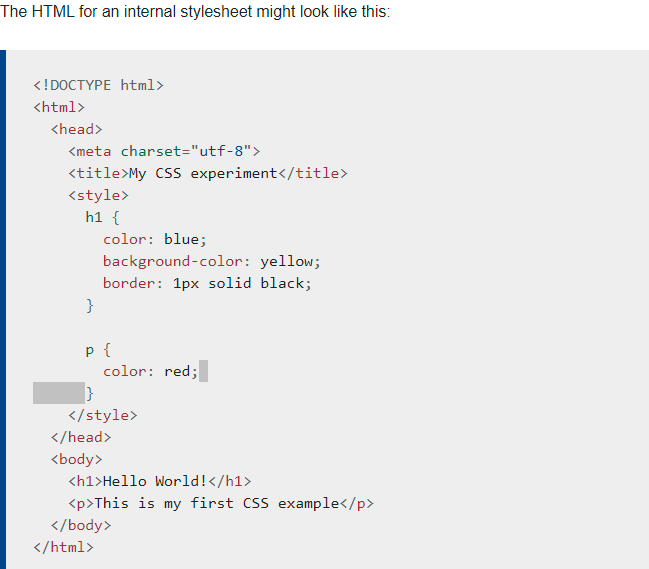 The HTML for an internal stylesheet might look like this:
<!DOCTYPE html>
<html>
  <head>
    <meta charset="utf-8">
    <title>My CSS experiment</title>
    <style>
      h1 {
        color: blue;
        background-color: yellow;
        border: 1px solid black;
      }

      p {
        color: red;
      }
    </style>
  </head>
  <body>
    <h1>Hello World!</h1>
    <p>This is my first CSS example</p>
  </body>
</html>